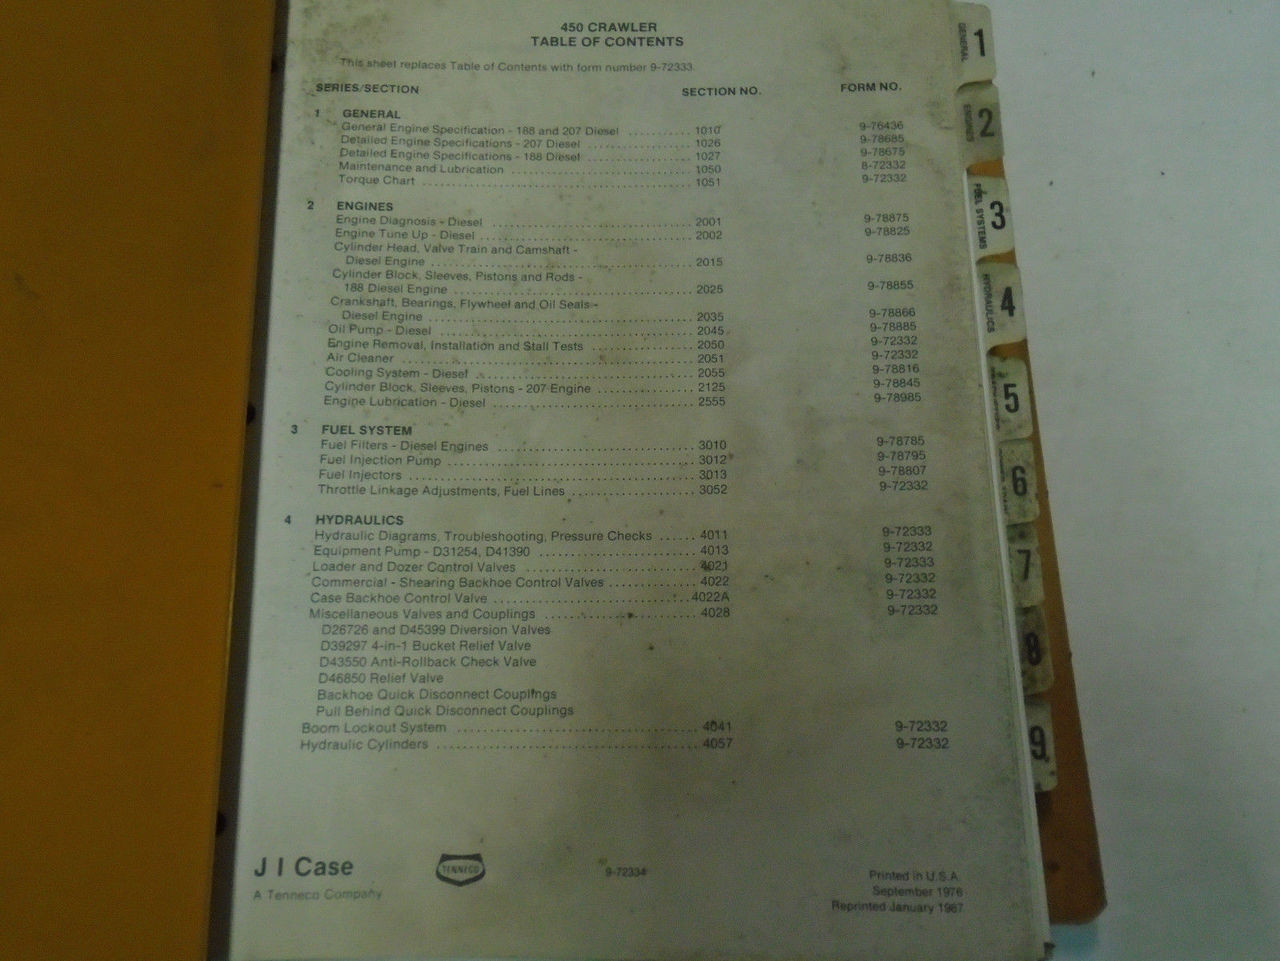 450 CRAWLER
TABLE OF CONTENTS
This sheet replaces Table of Contents with form number 9-72333.
SERIES/SECTION SECTION NO. FORM NO.
1 GENERAL
General Engine Specification - 188 and 207 Diesel .......... 1010 9-76436
Detailed Engine Specifications - 207 Diesel ................ 1026 9-78685
Detailed Engine Specifications - 188 Diesel ................ 1027 9-78675
Maintenance and Lubrication ............................ 1050 8-72332
Torque Chart .......................................... 1051 9-72332
2 ENGINES
Engine Diagnosis - Diesel ............................... 2001 9-78875
Engine Tune Up - Diesel ................................. 2002 9-78825
Cylinder Head, Valve Train and Camshaft -
Diesel Engine ........................................ 2015 9-78836
Cylinder Block, Sleeves, Pistons and Rods -
188 Diesel Engine ..................................... 2025 9-78855
Crankshaft, Bearings, Flywheel and Oil Seals -
Diesel Engine ........................................ 2035 9-78866
Oil Pump - Diesel ....................................... 2045 9-78885
Engine Removal, Installation and Stall Tests ................ 2050 9-72332
Air Cleaner ............................................ 2051 9-72332
Cooling System - Diesel ................................. 2055 9-78816
Cylinder Block, Sleeves, Pistons - 207 Engine .............. 2125 9-78845
Engine Lubrication - Diesel .............................. 2555 9-78985
3 FUEL SYSTEM
Fuel Filters - Diesel Engines ............................. 3010 9-78785
Fuel Injection Pump .................................... 3012 9-78795
Fuel Injectors .......................................... 3013 9-78807
Throttle Linkage Adjustments, Fuel Lines .................. 3052 9-72332
4 HYDRAULICS
Hydraulic Diagrams, Troubleshooting, Pressure Checks ...... 4011 9-72333
Equipment Pump - D31254, D41390 ........................ 4013 9-72332
Loader and Dozer Control Valves .......................... 4021 9-72333
Commercial - Shearing Backhoe Control Valves ............. 4022 9-72332
Case Backhoe Control Valve .............................. 4022A 9-72332
Miscellaneous Valves and Couplings ....................... 4028 9-72332
D26726 and D45399 Diversion Valves
D39297 4-in-1 Bucket Relief Valve
D43550 Anti-Rollback Check Valve
D46850 Relief Valve
Backhoe Quick Disconnect Couplings
Pull Behind Quick Disconnect Couplings
Boom Lockout System .................................... 4041 9-72332
Hydraulic Cylinders ..................................... 4057 9-72332
J I Case
A Tenneco Company
TENNECO
9-72334
Printed in U.S.A.
September 1976
Reprinted January 1987
1 GENERAL
2 ENGINES
3 FUEL SYSTEMS
4 HYDRAULICS
5
6
7
8
9